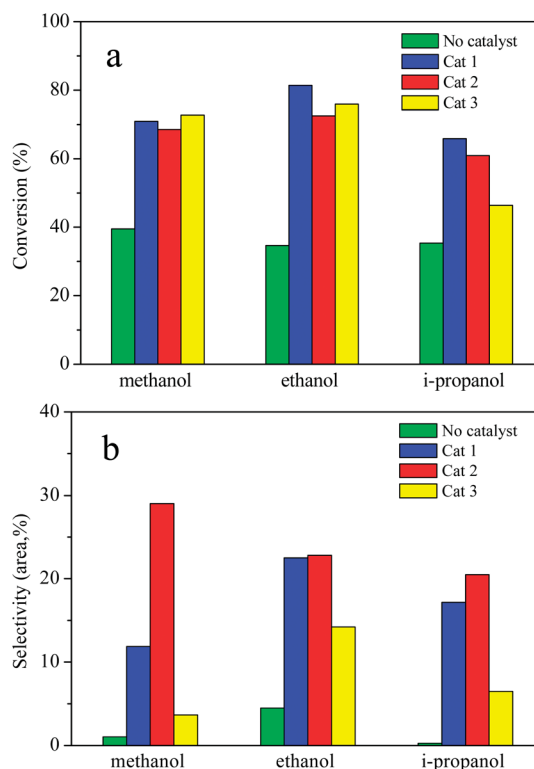 a
No catalyst
Cat 1
Cat 2
Cat 3
Conversion (%)
100
80
60
40
20
0
methanol ethanol i-propanol
b
No catalyst
Cat 1
Cat 2
Cat 3
Selectivity (area,%)
40
30
20
10
0
methanol ethanol i-propanol